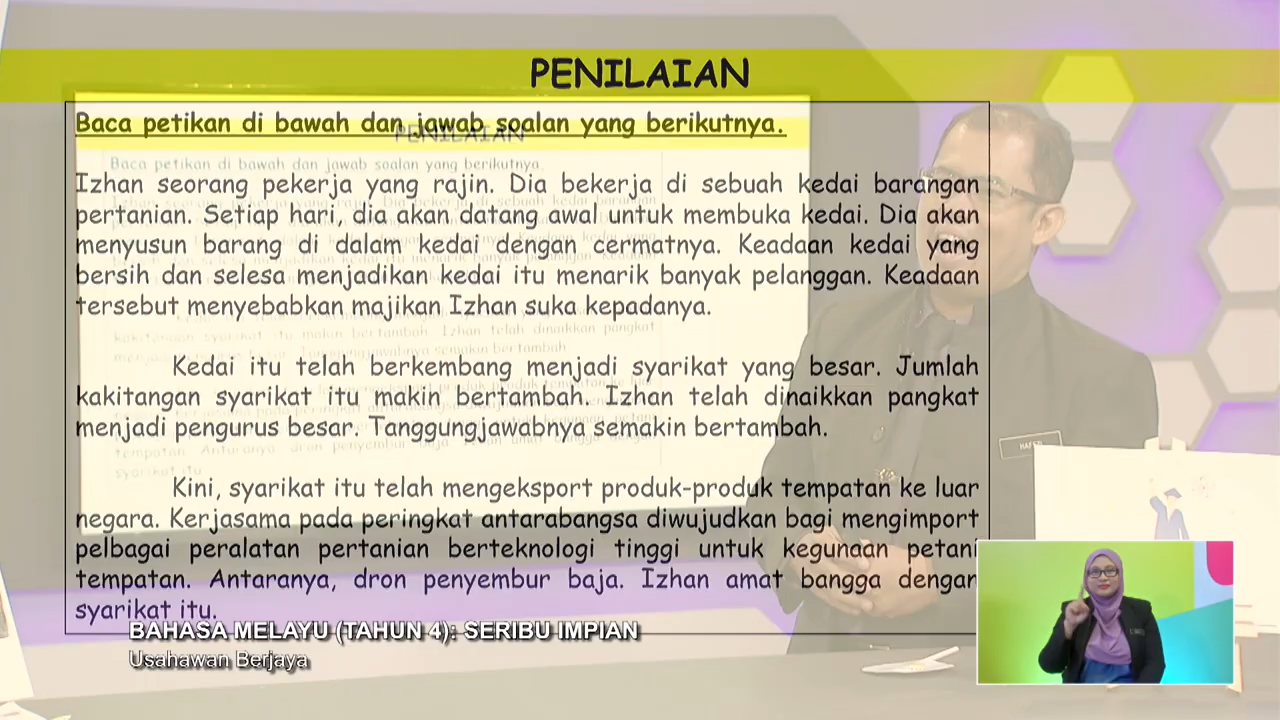 PENILAIAN
Baca petikan di bawah dan jawab soalan yang berikutnya.
Izhan seorang pekerja yang rajin. Dia bekerja di sebuah kedai barangan
pertanian. Setiap hari, dia akan datang awal untuk membuka kedai. Dia akan
menyusun barang di dalam kedai dengan cermatnya. Keadaan kedai yang
bersih dan selesa menjadikan kedai itu menarik banyak pelanggan. Keadaan
tersebut menyebabkan majikan Izhan suka kepadanya.
Kedai itu telah berkembang menjadi syarikat yang besar. Jumlah
kakitangan syarikat itu makin bertambah. Izhan telah dinaikkan pangkat
menjadi pengurus besar. Tanggungjawabnya semakin bertambah.
Kini, syarikat itu telah mengeksport produk-produk tempatan ke luar
negara. Kerjasama pada peringkat antarabangsa diwujudkan bagi mengimport
pelbagai peralatan pertanian berteknologi tinggi untuk kegunaan petani
tempatan. Antaranya, dron penyembur baja. Izhan amat bangga dengan
syarikat itu.
BAHASA MELAYU (TAHUN 4): SERIBU IMPIAN
Usahawan Berjaya